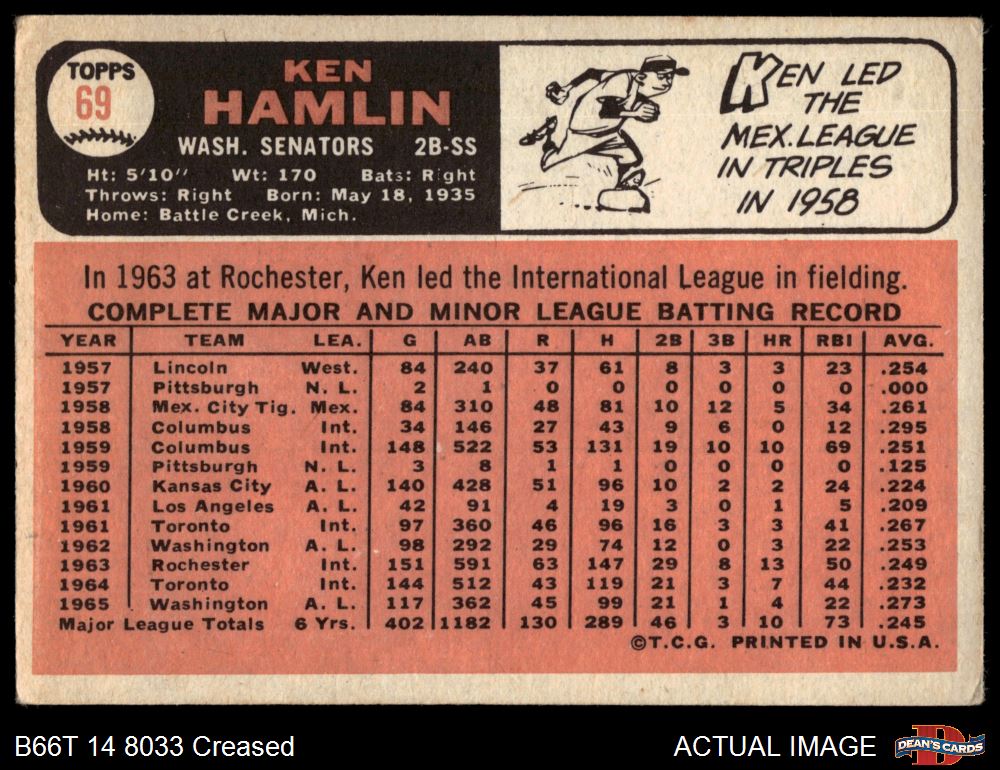 TOPPS
69
KEN
HAMLIN
WASH. SENATORS 2B-SS
Ht: 5'10" Wt: 170 Bats: Right
Throws: Right Born: May 18, 1935
Home: Battle Creek, Mich.
KEN LED
THE
MEX. LEAGUE
IN TRIPLES
IN 1958
In 1963 at Rochester, Ken led the International League in fielding.
COMPLETE MAJOR AND MINOR LEAGUE BATTING RECORD
YEAR TEAM LEA. G AB R H 2B 3B HR RBI AVG.
1957 Lincoln West. 84 240 37 61 8 3 3 23 .254
1957 Pittsburgh N. L. 2 1 0 0 0 0 0 0 .000
1958 Mex. City Tig. Mex. 84 310 48 81 10 12 5 34 .261
1958 Columbus Int. 34 146 27 43 9 6 0 12 .295
1959 Columbus Int. 148 522 53 131 19 10 10 69 .251
1959 Pittsburgh N. L. 3 8 1 1 0 0 0 0 .125
1960 Kansas City A. L. 140 428 51 96 10 2 2 24 .224
1961 Los Angeles A. L. 42 91 4 19 3 0 1 5 .209
1961 Toronto Int. 97 360 46 96 16 3 3 41 .267
1962 Washington A. L. 98 292 29 74 12 0 3 22 .253
1963 Rochester Int. 151 591 63 147 29 8 13 50 .249
1964 Toronto Int. 144 512 43 119 21 3 7 44 .232
1965 Washington A. L. 117 362 45 99 21 1 4 22 .273
Major League Totals 6 Yrs. 402 1182 130 289 46 3 10 73 .245
©T.C.G. PRINTED IN U.S.A.
B66T 14 8033 Creased
ACTUAL IMAGE
D
DEAN'S CARDS